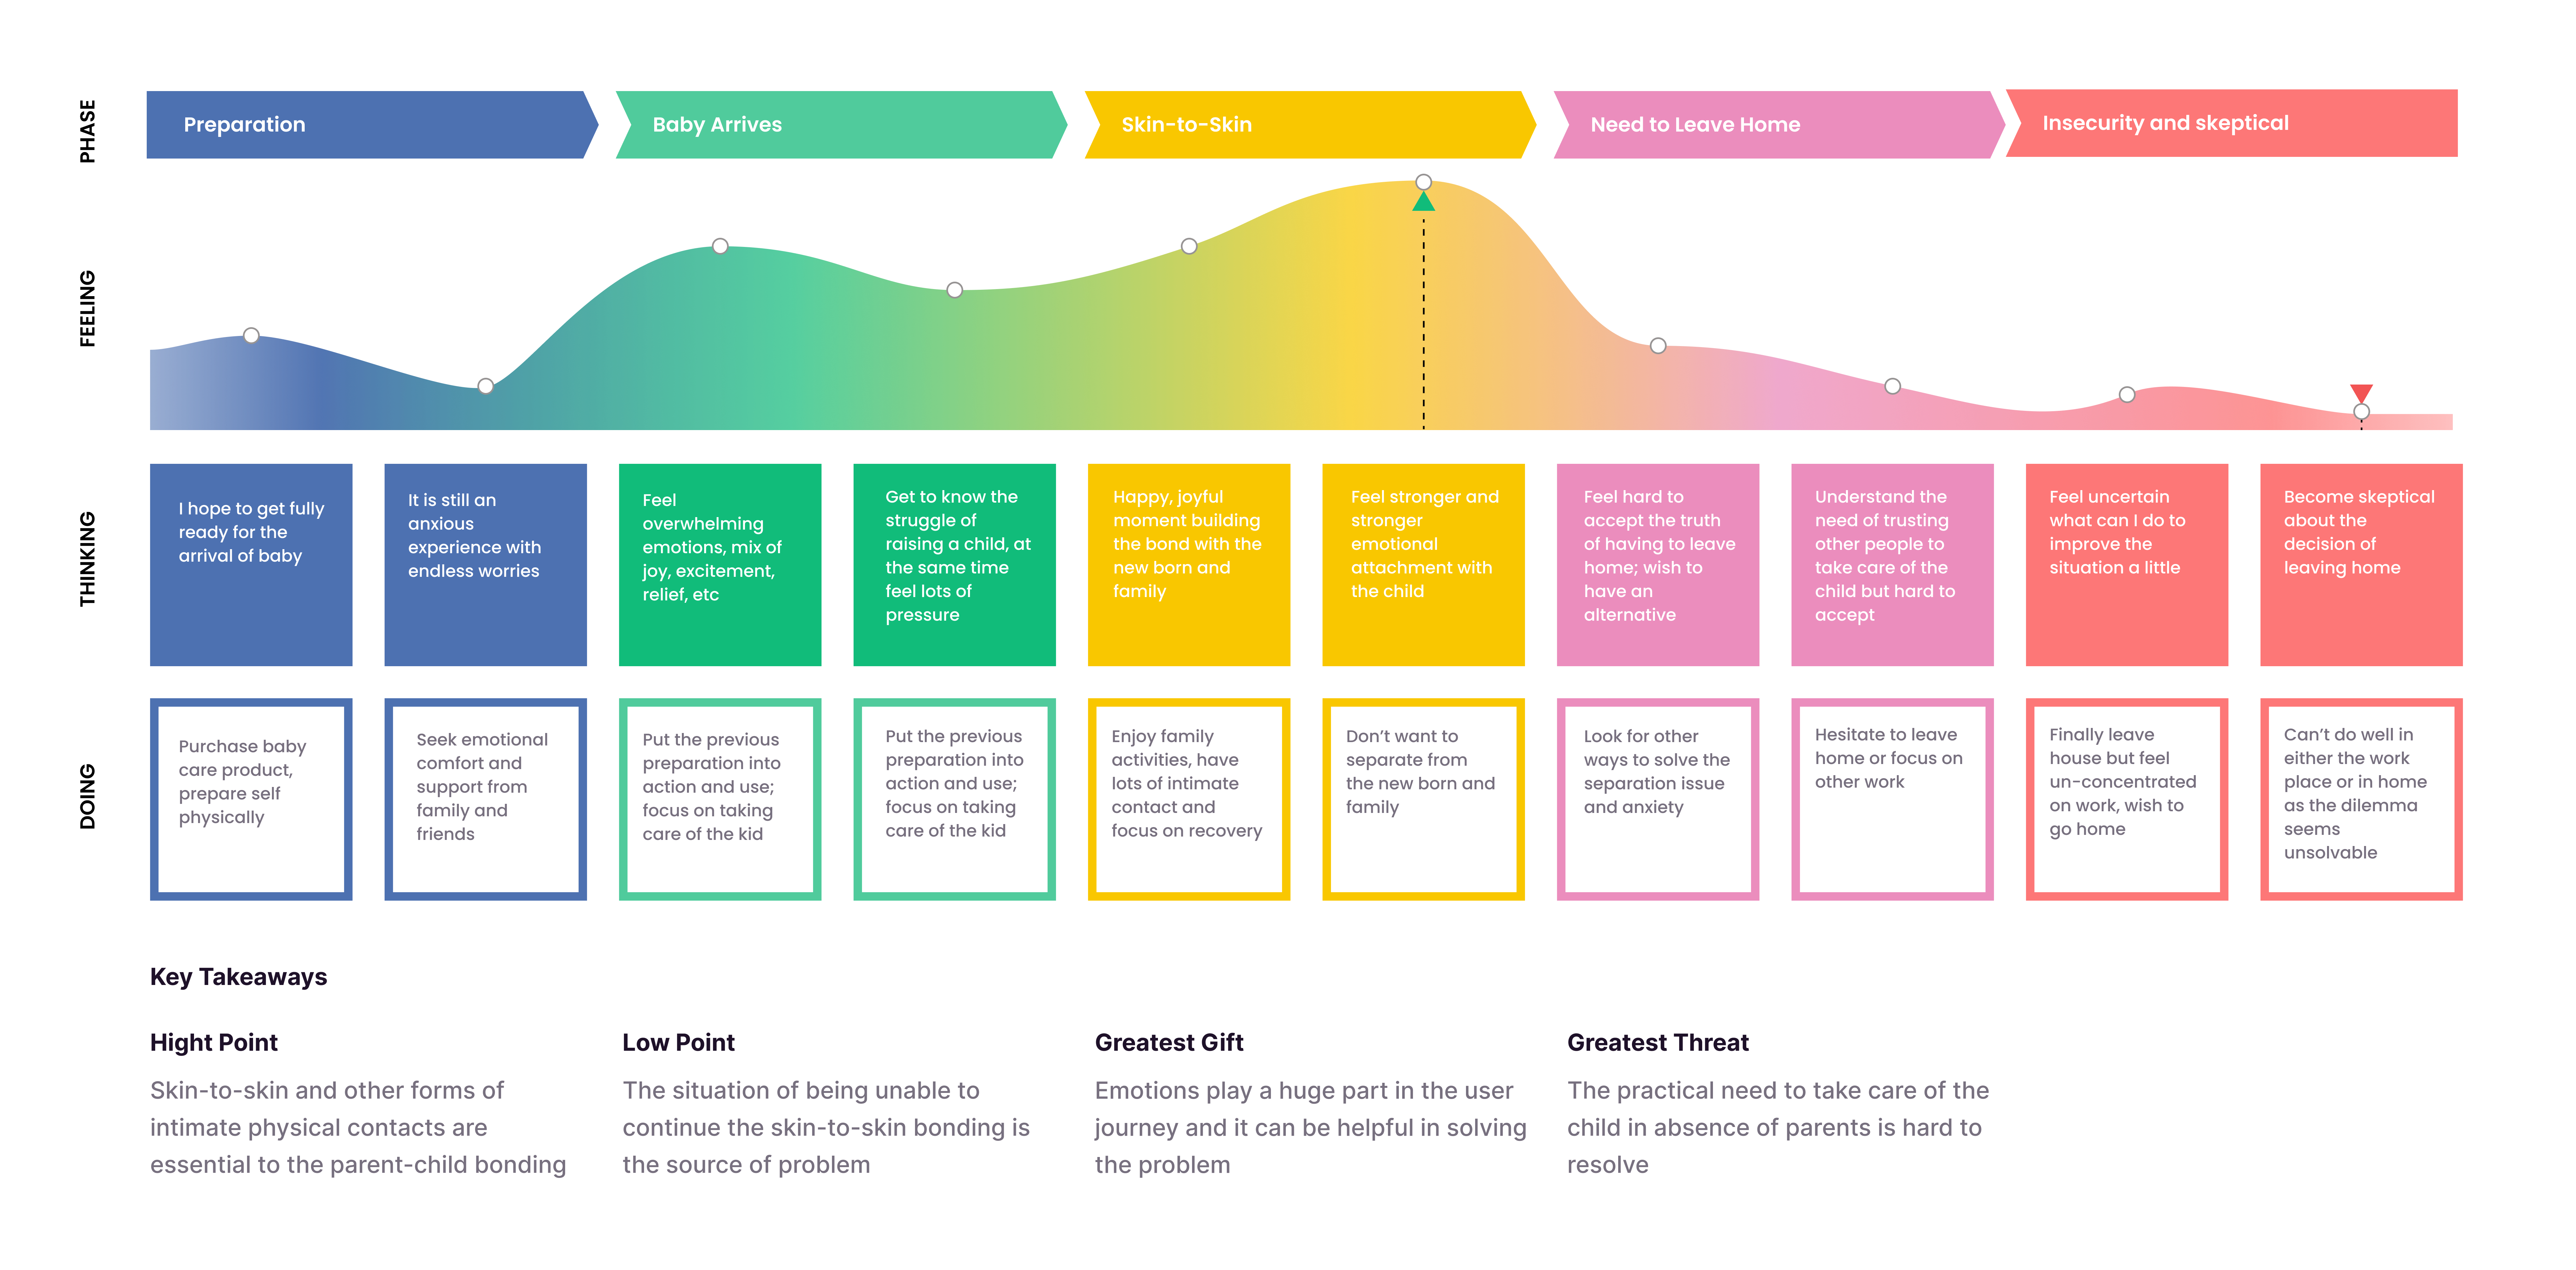 PHASE
Preparation
Baby Arrives
Skin-to-Skin
Need to Leave Home
Insecurity and skeptical
FEELING
THINKING
I hope to get fully
ready for the
arrival of baby
It is still an
anxious
experience with
endless worries
Feel
overwhelming
emotions, mix of
joy, excitement,
relief, etc
Get to know the
struggle of
raising a child, at
the same time
feel lots of
pressure
Happy, joyful
moment building
the bond with the
new born and
family
Feel stronger and
stronger
emotional
attachment with
the child
Feel hard to
accept the truth
of having to leave
home; wish to
have an
alternative
Understand the
need of trusting
other people to
take care of the
child but hard to
accept
Feel uncertain
what can I do to
improve the
situation a little
Become skeptical
about the
decision of
leaving home
DOING
Purchase baby
care product,
prepare self
physically
Seek emotional
comfort and
support from
family and
friends
Put the previous
preparation into
action and use;
focus on taking
care of the kid
Put the previous
preparation into
action and use;
focus on taking
care of the kid
Enjoy family
activities, have
lots of intimate
contact and
focus on recovery
Don’t want to
separate from
the new born and
family
Look for other
ways to solve the
separation issue
and anxiety
Hesitate to leave
home or focus on
other work
Finally leave
house but feel
un-concentrated
on work, wish to
go home
Can’t do well in
either the work
place or in home
as the dilemma
seems
unsolvable
Key Takeaways
Hight Point
Skin-to-skin and other forms of
intimate physical contacts are
essential to the parent-child bonding
Low Point
The situation of being unable to
continue the skin-to-skin bonding is
the source of problem
Greatest Gift
Emotions play a huge part in the user
journey and it can be helpful in solving
the problem
Greatest Threat
The practical need to take care of the
child in absence of parents is hard to
resolve